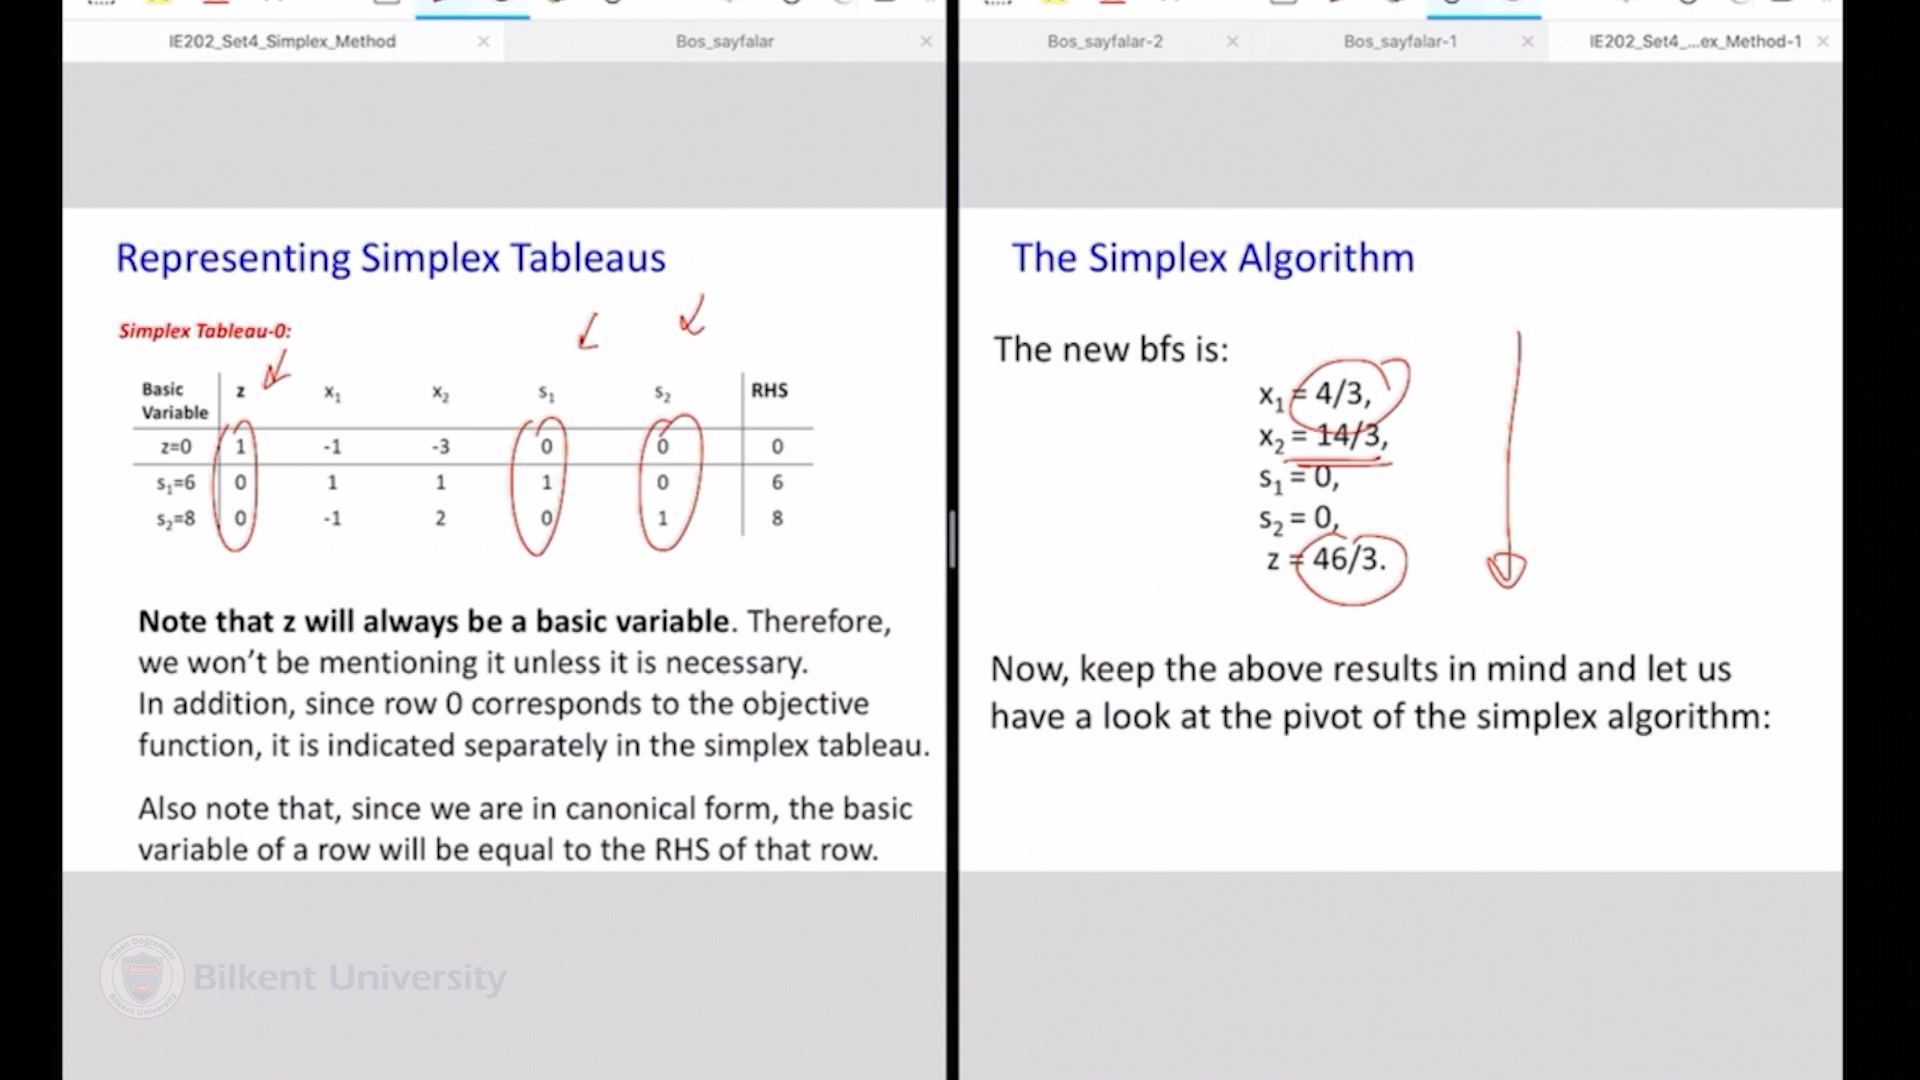 IE202_Set4_Simplex_Method
Bos_sayfalar
Bos_sayfalar-2
Bos_sayfalar-1
IE202_Set4_...ex_Method-1
Representing Simplex Tableaus
Simplex Tableau-0:
Basic Variable z x₁ x₂ s₁ s₂ RHS
z=0 1 -1 -3 0 0 0
s₁=6 0 1 1 1 0 6
s₂=8 0 -1 2 0 1 8
Note that z will always be a basic variable. Therefore,
we won't be mentioning it unless it is necessary.
In addition, since row 0 corresponds to the objective
function, it is indicated separately in the simplex tableau.
Also note that, since we are in canonical form, the basic
variable of a row will be equal to the RHS of that row.
The Simplex Algorithm
The new bfs is:
x₁ = 4/3,
x₂ = 14/3,
s₁ = 0,
s₂ = 0,
z = 46/3.
Now, keep the above results in mind and let us
have a look at the pivot of the simplex algorithm:
Bilkent University